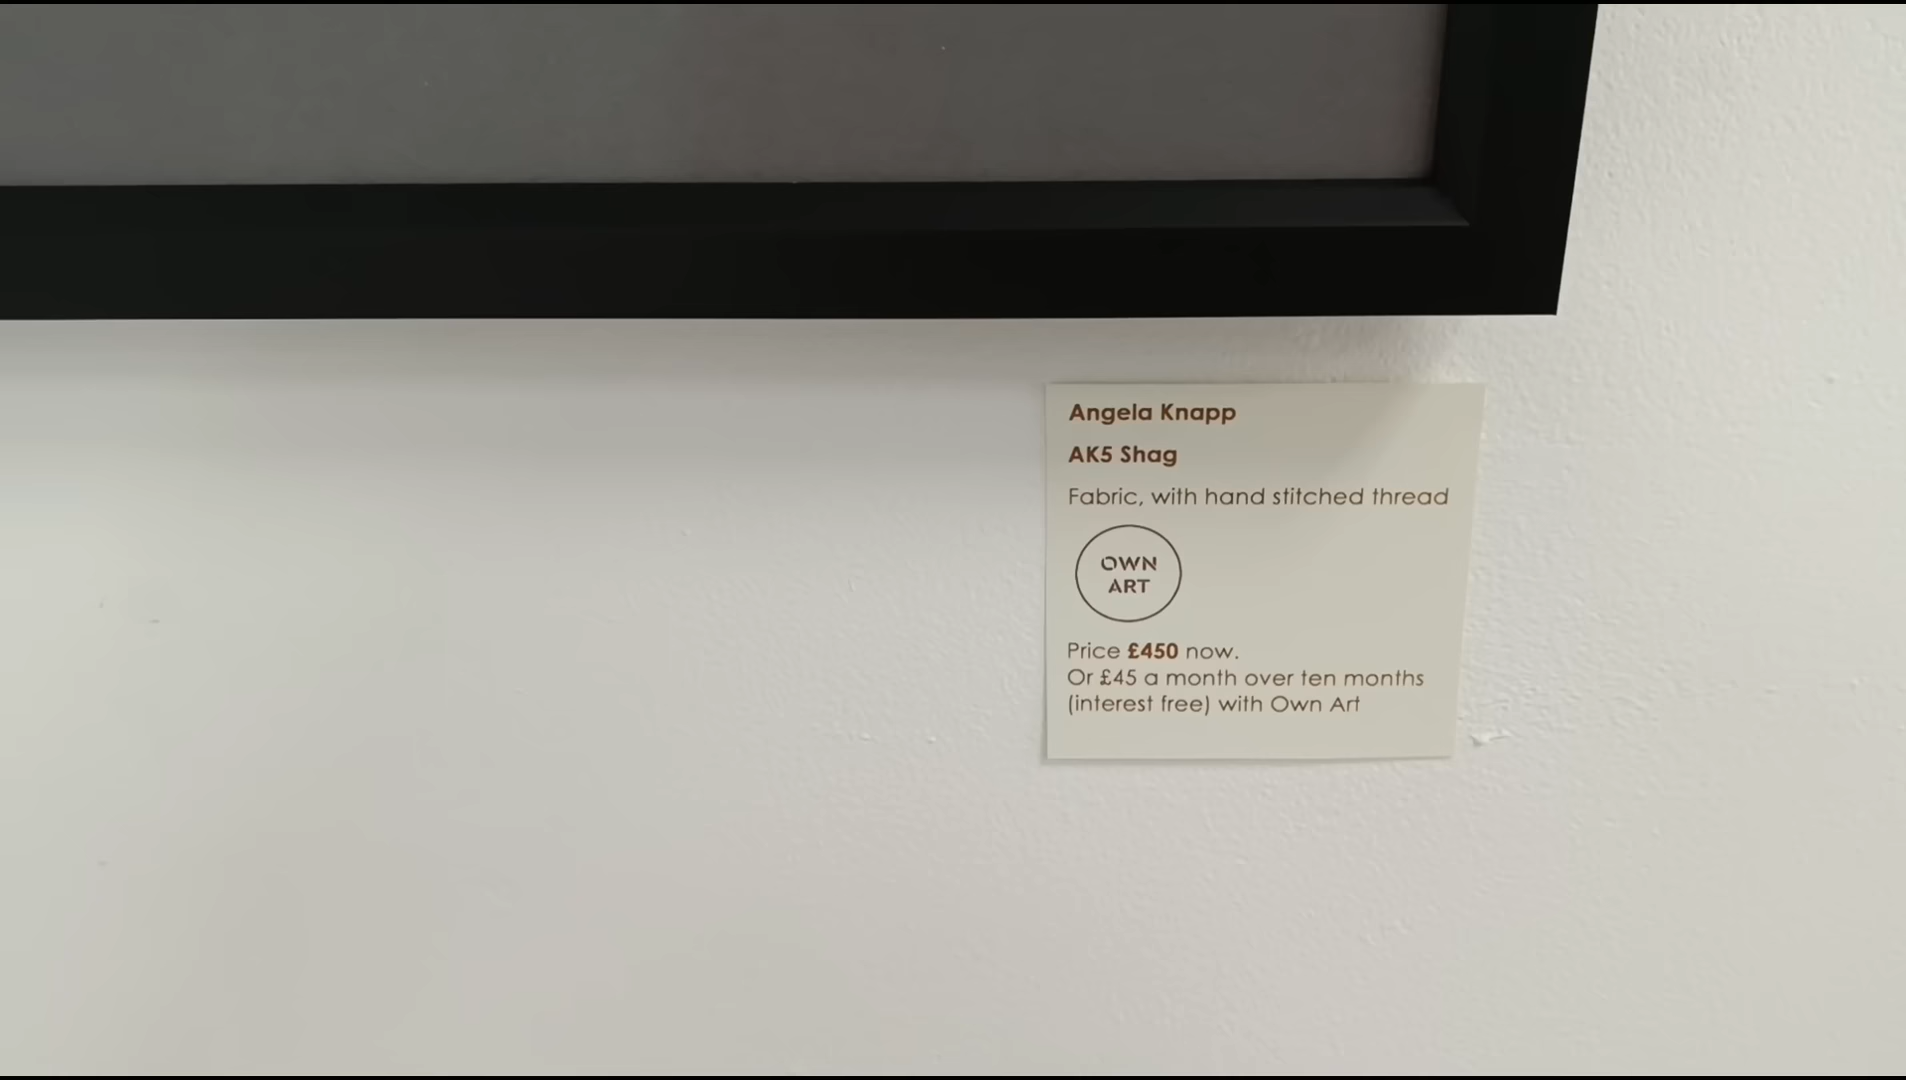 Angela Knapp
AK5 Shag
Fabric, with hand stitched thread
OWN
ART
Price £450 now.
Or £45 a month over ten months
(interest free) with Own Art